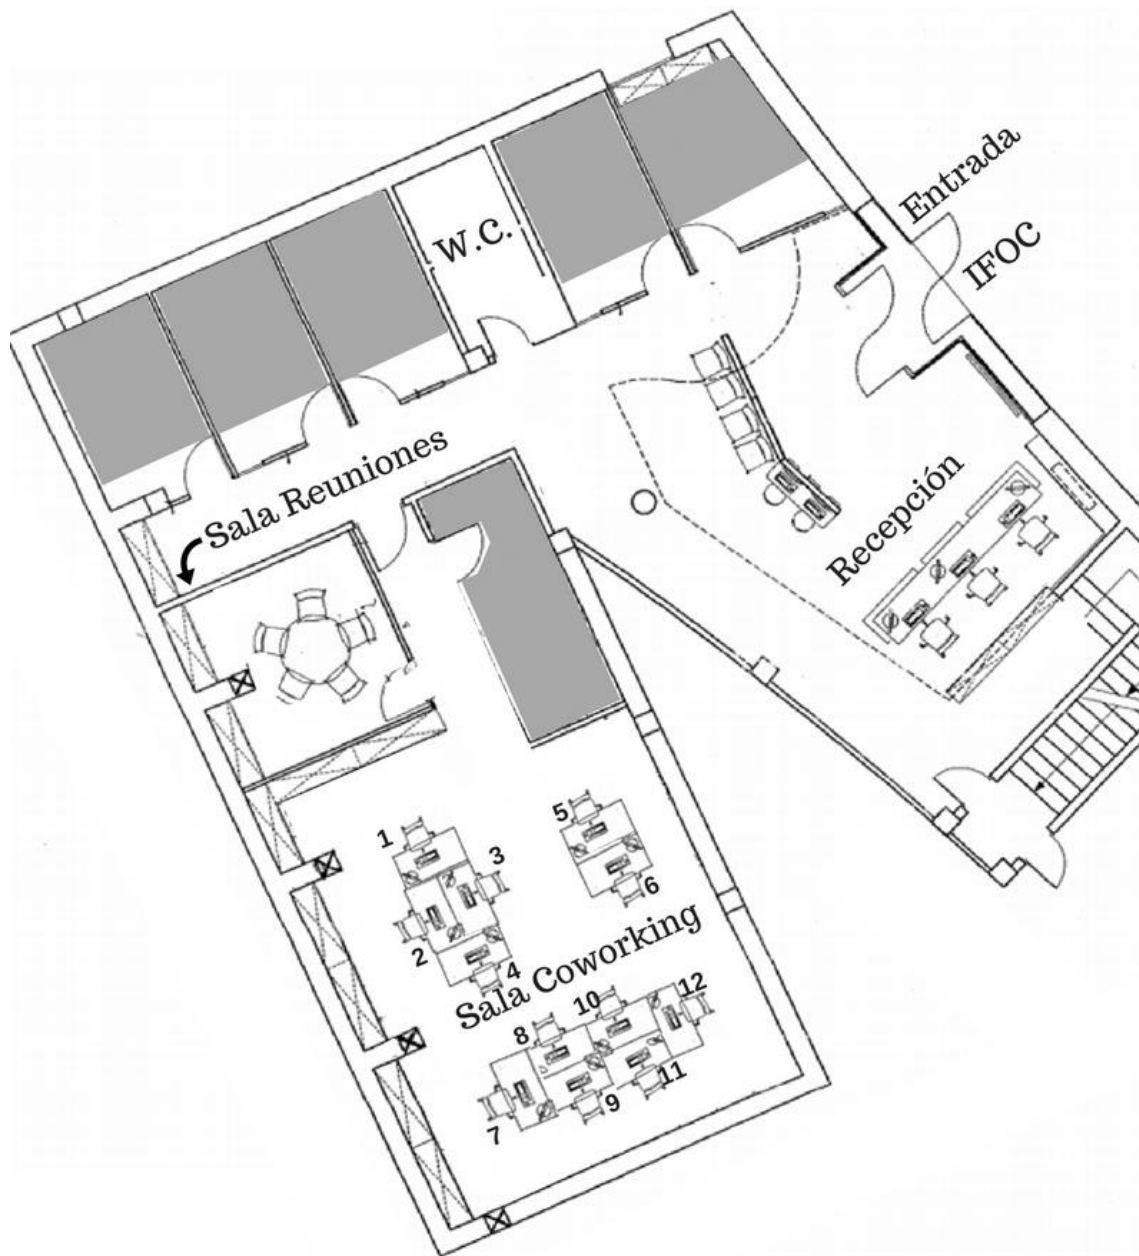 Entrada
IFOC
W.C.
Recepción
Sala Reuniones
1
3
2
4
5
6
Sala Coworking
8
10
12
7
9
11